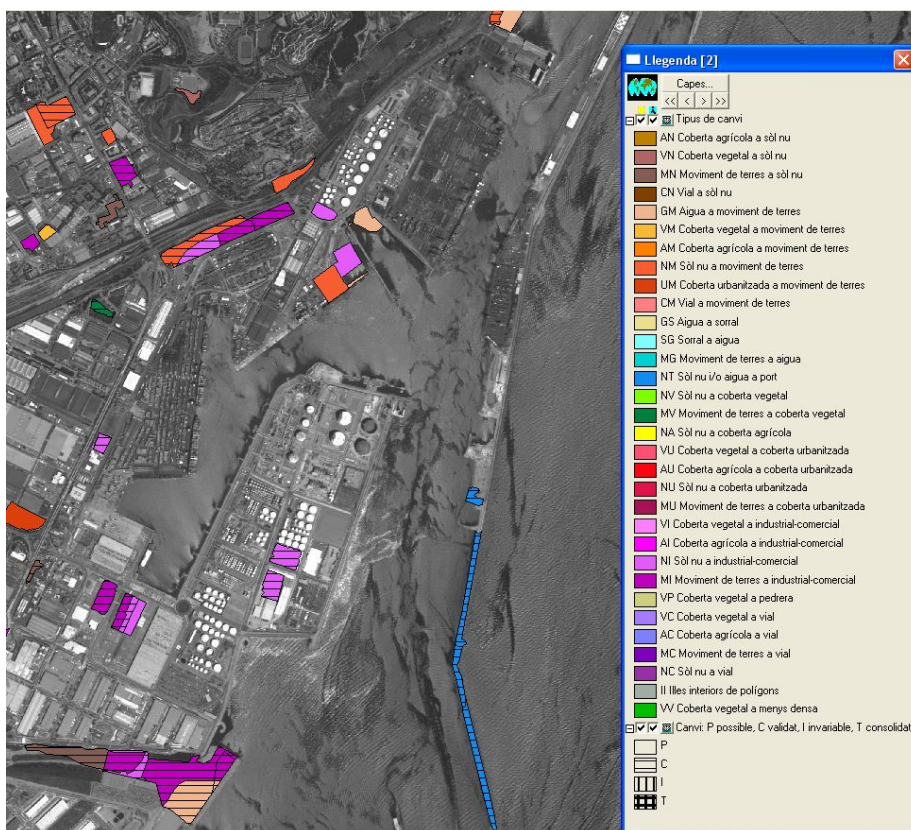 Llegenda [2]
Capes...
<< < > >>
Tipus de canvi
AN Coberta agrícola a sòl nu
VN Coberta vegetal a sòl nu
MN Moviment de terres a sòl nu
CN Vial a sòl nu
GM Aigua a moviment de terres
VM Coberta vegetal a moviment de terres
AM Coberta agrícola a moviment de terres
NM Sòl nu a moviment de terres
UM Coberta urbanitzada a moviment de terres
CM Vial a moviment de terres
GS Aigua a sorral
SG Sorral a aigua
MG Moviment de terres a aigua
NT Sòl nu i/o aigua a port
NV Sòl nu a coberta vegetal
MV Moviment de terres a coberta vegetal
NA Sòl nu a coberta agrícola
VU Coberta vegetal a coberta urbanitzada
AU Coberta agrícola a coberta urbanitzada
NU Sòl nu a coberta urbanitzada
MU Moviment de terres a coberta urbanitzada
VI Coberta vegetal a industrial-comercial
AI Coberta agrícola a industrial-comercial
NI Sòl nu a industrial-comercial
MI Moviment de terres a industrial-comercial
VP Coberta vegetal a pedrera
VC Coberta vegetal a vial
AC Coberta agrícola a vial
MC Moviment de terres a vial
NC Sòl nu a vial
II Illes interiors de polígons
VV Coberta vegetal a menys densa
Canvi: P possible, C validat, I invariable, T consolidat
P
C
I
T